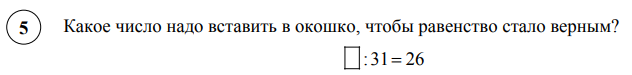 5 Какое число надо вставить в окошко, чтобы равенство стало верным?
□ : 31 = 26